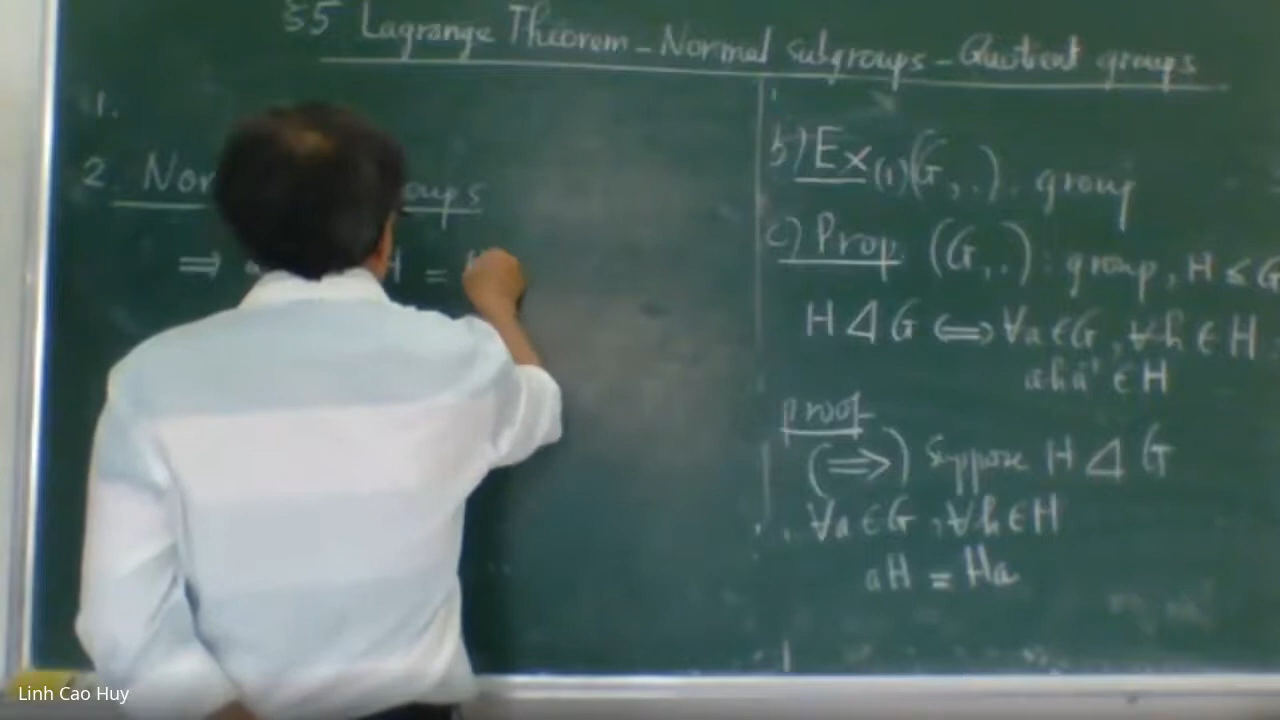 §5 Lagrange Theorem - Normal subgroups - Quotient groups
1.
2. Nor oups
⇒ H =
b) Ex (1) (G, .) : group
c) Prop (G, .) : group, H ≤ G
H ⊲ G ⟺ ∀a ∈ G, ∀h ∈ H :
aha⁻¹ ∈ H
proof
(⇒) Suppose H ⊲ G
∀a ∈ G, ∀h ∈ H
aH = Ha
Linh Cao Huy